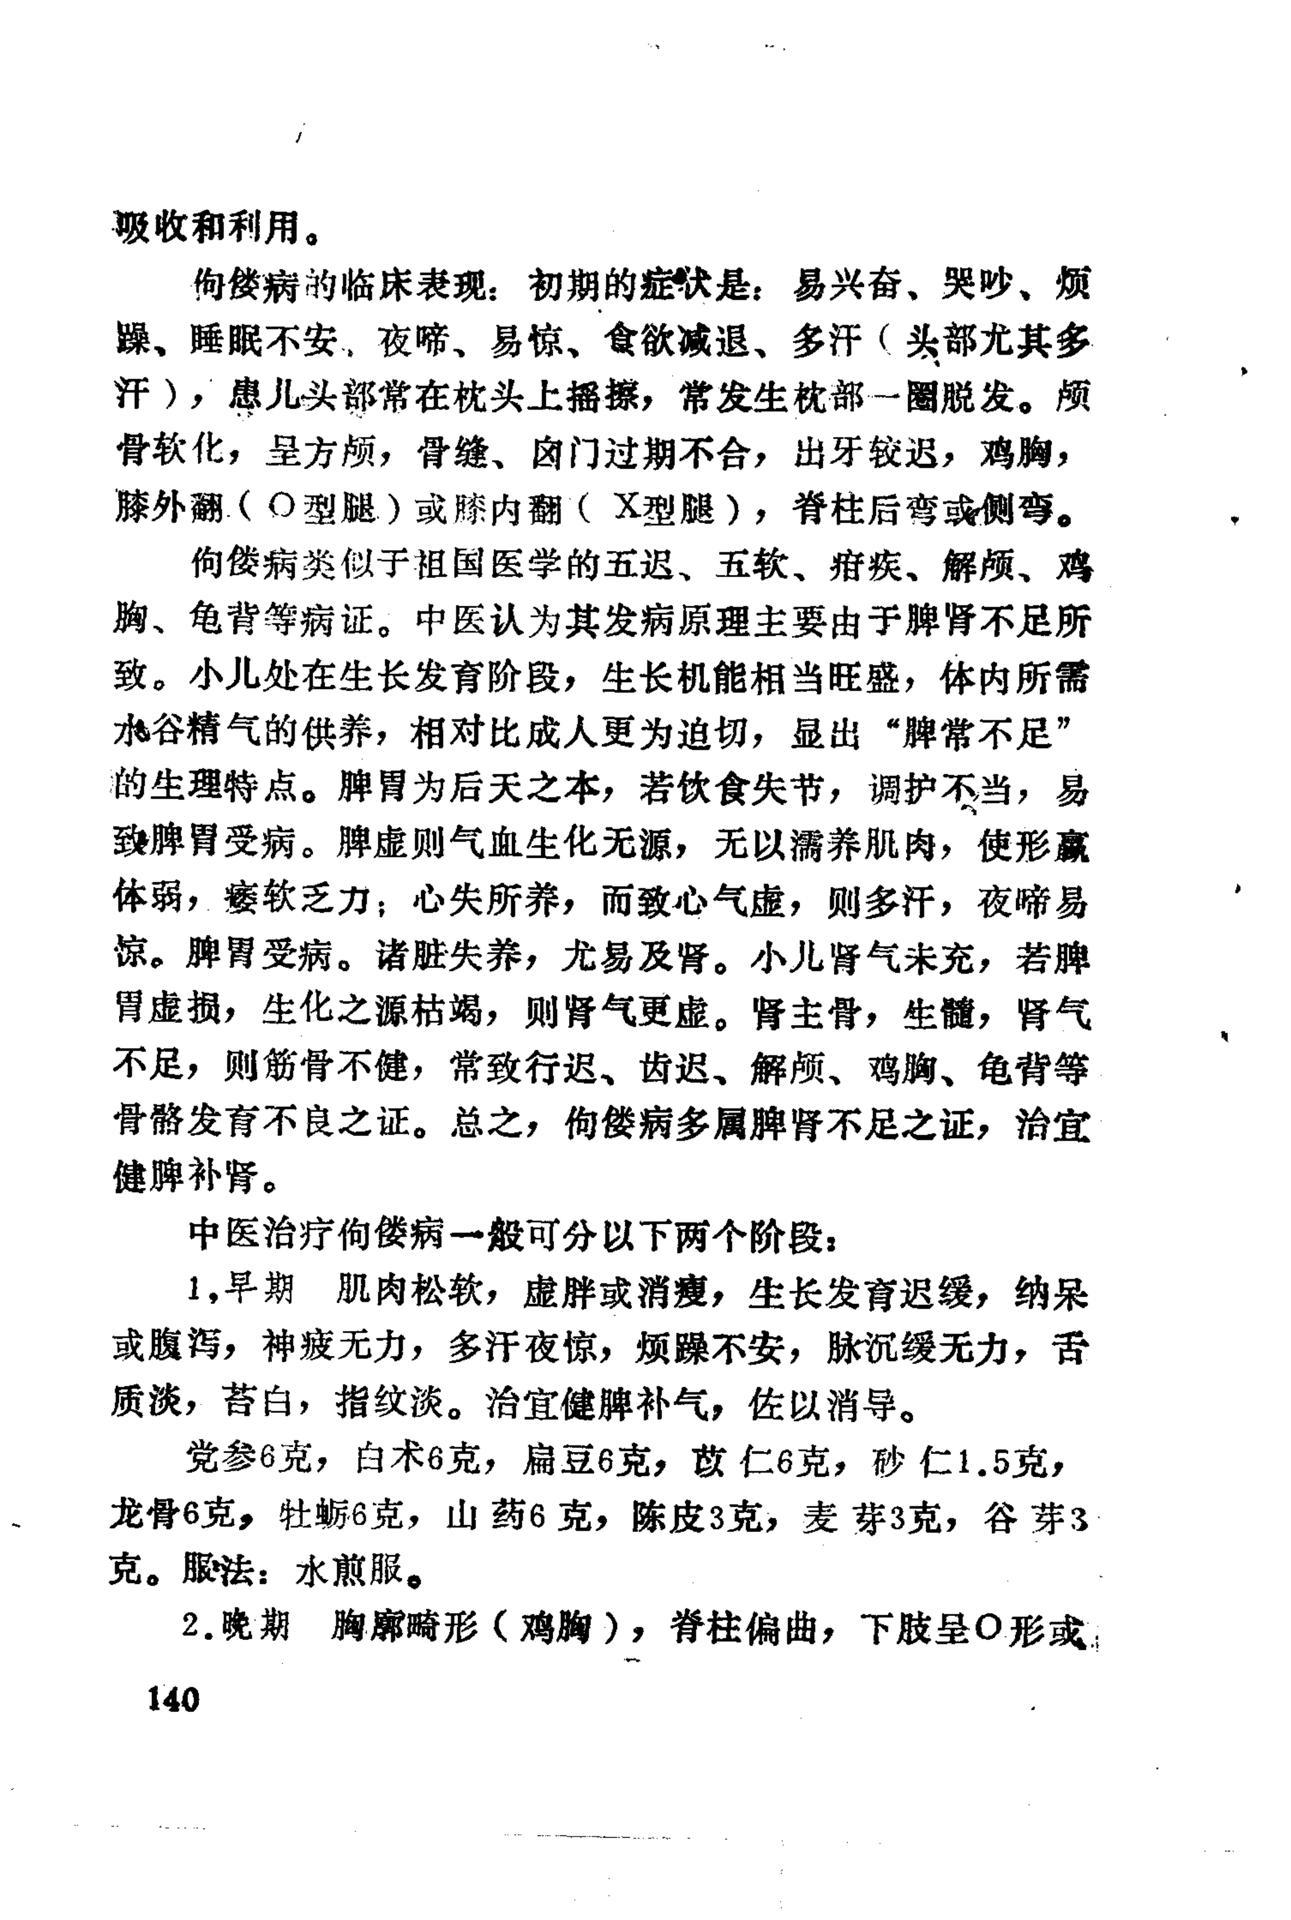 吸收和利用。
佝偻病的临床表现：初期的症状是：易兴奋、哭吵、烦
躁、睡眠不安、夜啼、易惊、食欲减退、多汗（头部尤其多
汗），患儿头部常在枕头上摇擦，常发生枕部一圈脱发。颅
骨软化，呈方颅，骨缝、囟门过期不合，出牙较迟，鸡胸，
膝外翻（O型腿）或膝内翻（X型腿），脊柱后弯或侧弯。
佝偻病类似于祖国医学的五迟、五软、疳疾、解颅、鸡
胸、龟背等病证。中医认为其发病原理主要由于脾肾不足所
致。小儿处在生长发育阶段，生长机能相当旺盛，体内所需
水谷精气的供养，相对比成人更为迫切，显出“脾常不足”
的生理特点。脾胃为后天之本，若饮食失节，调护不当，易
致脾胃受病。脾虚则气血生化无源，无以濡养肌肉，使形羸
体弱，痿软乏力；心失所养，而致心气虚，则多汗，夜啼易
惊。脾胃受病。诸脏失养，尤易及肾。小儿肾气未充，若脾
胃虚损，生化之源枯竭，则肾气更虚。肾主骨，生髓，肾气
不足，则筋骨不健，常致行迟、齿迟、解颅、鸡胸、龟背等
骨骼发育不良之证。总之，佝偻病多属脾肾不足之证，治宜
健脾补肾。
中医治疗佝偻病一般可分以下两个阶段：
1，早期　肌肉松软，虚胖或消瘦，生长发育迟缓，纳呆
或腹泻，神疲无力，多汗夜惊，烦躁不安，脉沉缓无力，舌
质淡，苔白，指纹淡。治宜健脾补气，佐以消导。
党参6克，白术6克，扁豆6克，苡仁6克，砂仁1.5克，
龙骨6克，牡蛎6克，山药6克，陈皮3克，麦芽3克，谷芽3
克。服法：水煎服。
2.晚期　胸廓畸形（鸡胸），脊柱偏曲，下肢呈O形或
140